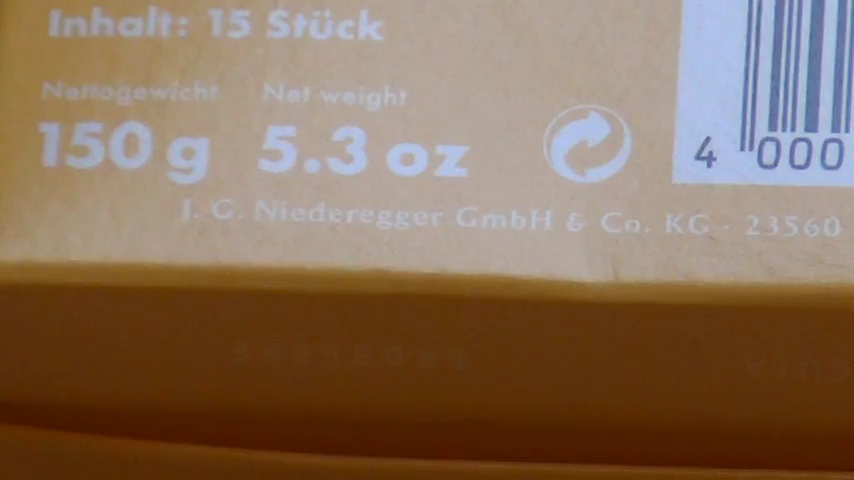 Inhalt: 15 Stück
Nettogewicht Net weight
150 g 5.3 oz
J. G. Niederegger GmbH & Co. KG - 23560
4 000